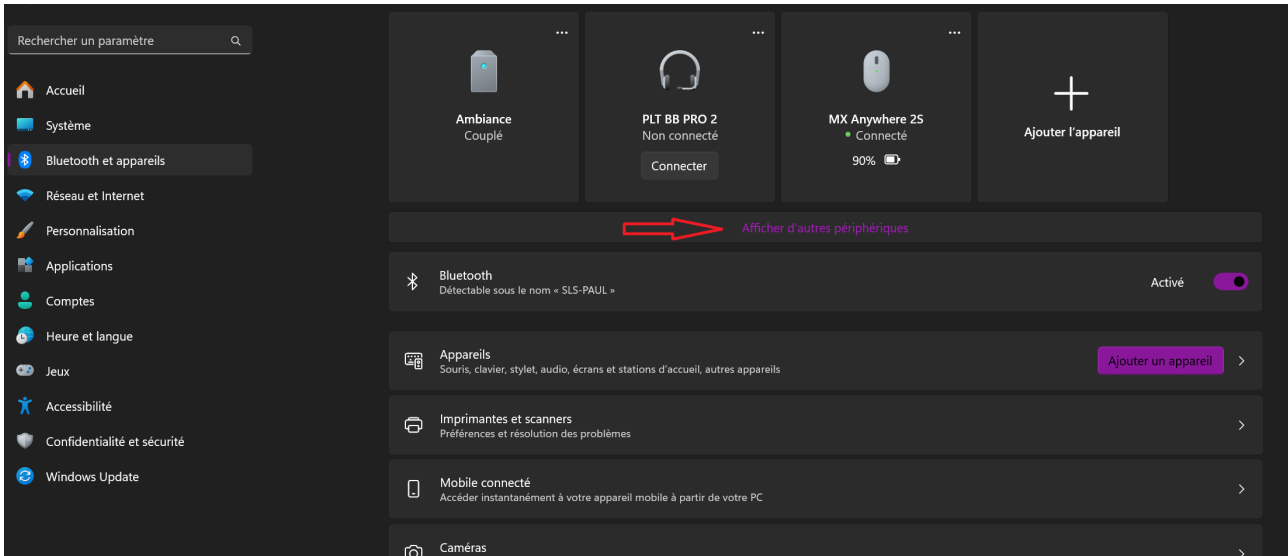 Rechercher un paramètre
Accueil
Système
Bluetooth et appareils
Réseau et Internet
Personnalisation
Applications
Comptes
Heure et langue
Jeux
Accessibilité
Confidentialité et sécurité
Windows Update
Ambiance
Couplé
PLT BB PRO 2
Non connecté
Connecter
MX Anywhere 2S
Connecté
90%
Ajouter l'appareil
Afficher d'autres périphériques
Bluetooth
Détectable sous le nom « SLS-PAUL »
Activé
Appareils
Souris, clavier, stylet, audio, écrans et stations d'accueil, autres appareils
Ajouter un appareil
Imprimantes et scanners
Préférences et résolution des problèmes
Mobile connecté
Accéder instantanément à votre appareil mobile à partir de votre PC
Caméras